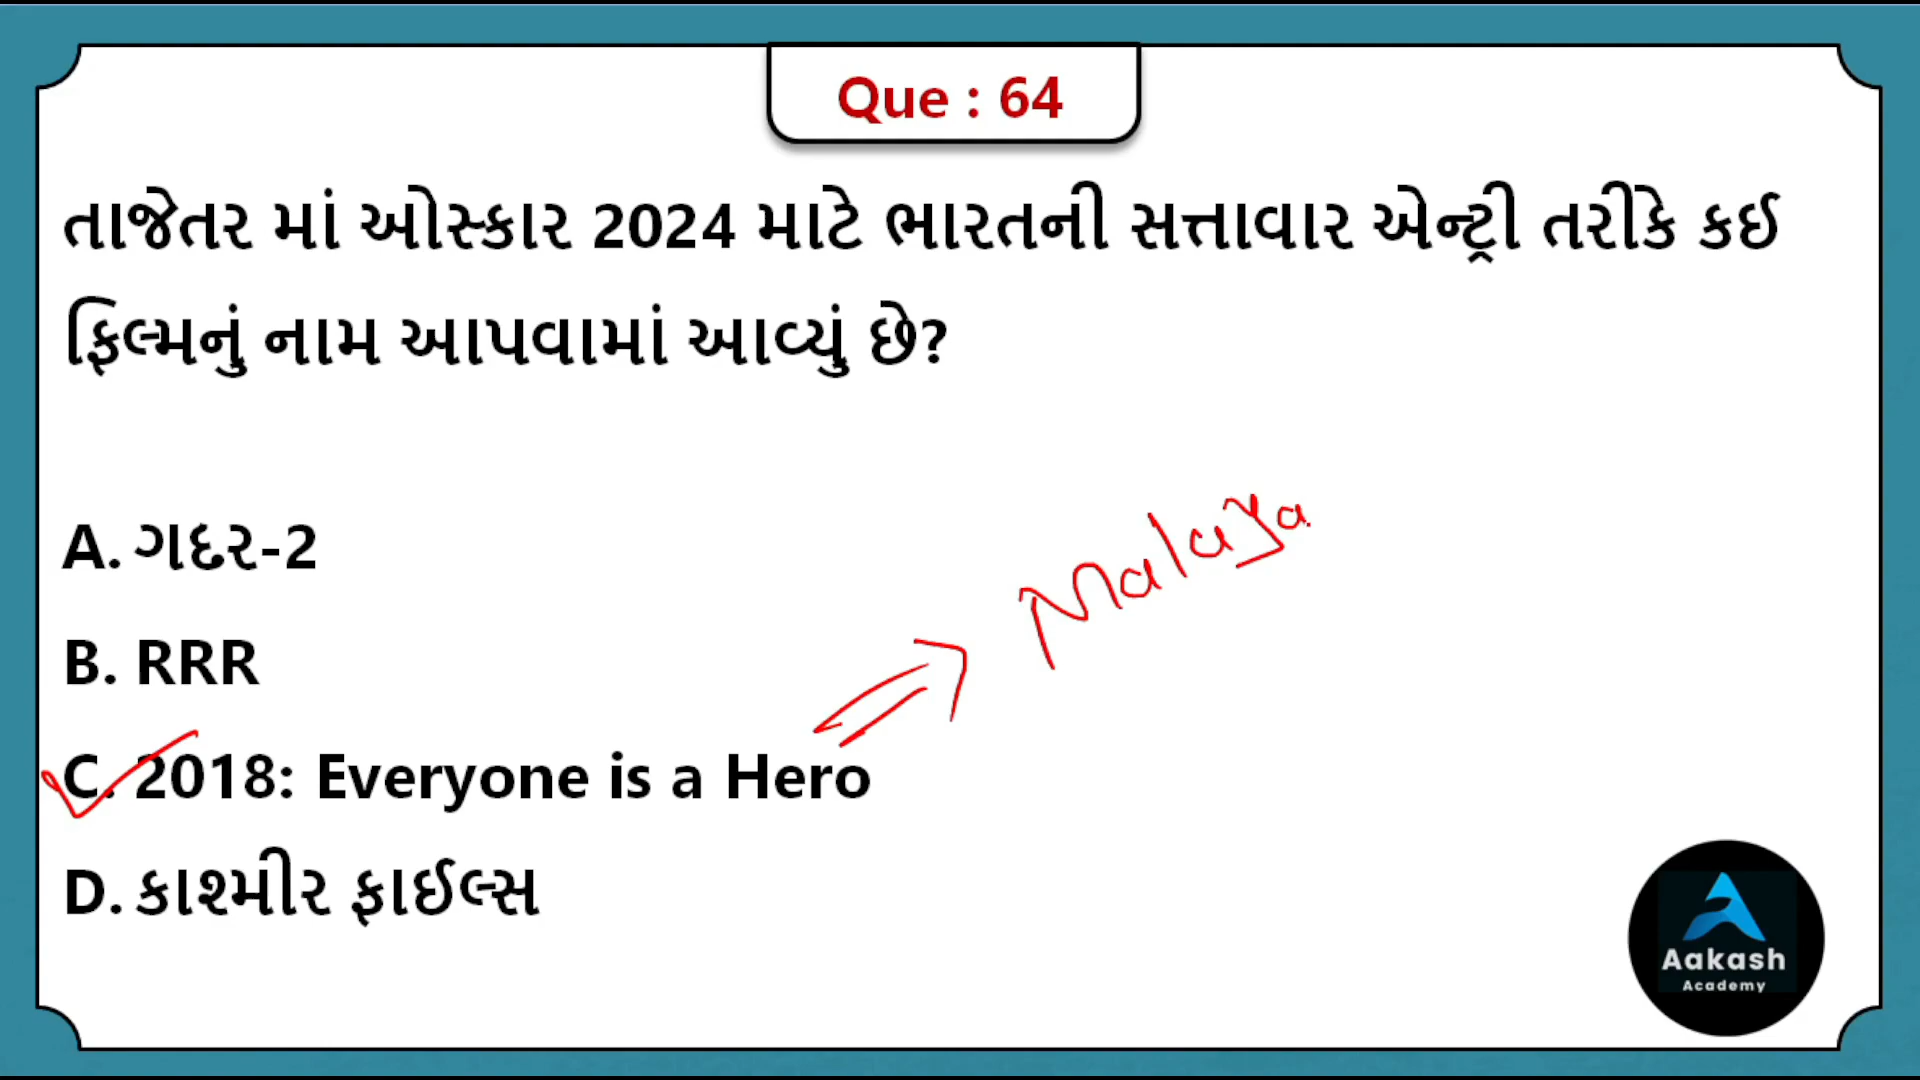 Que : 64
તાજેતર માં ઓસ્કાર 2024 માટે ભારતની સત્તાવાર એન્ટ્રી તરીકે કઈ
ફિલ્મનું નામ આપવામાં આવ્યું છે?
A. ગદર-2
B. RRR
C. 2018: Everyone is a Hero
Malaya
D. કાશ્મીર ફાઈલ્સ
Aakash
Academy